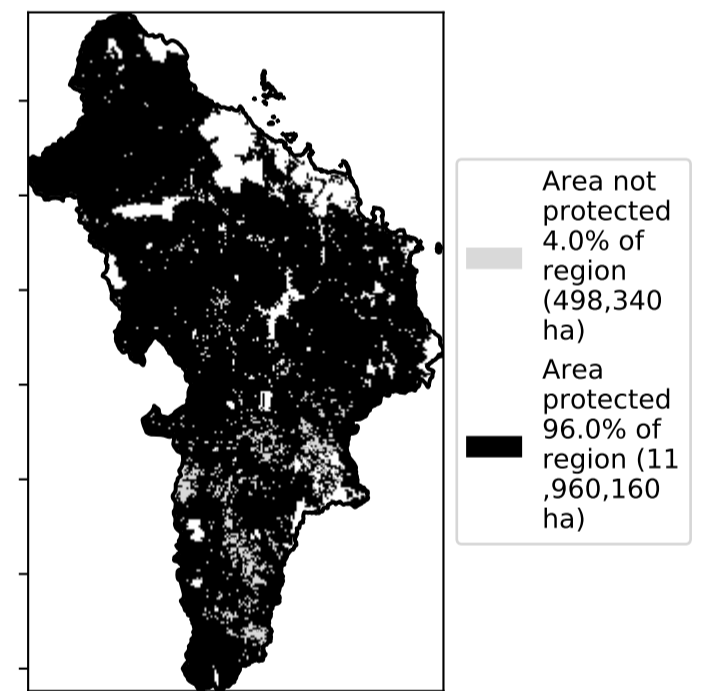 Area not
protected
4.0% of
region
(498,340
ha)
Area
protected
96.0% of
region (11
,960,160
ha)